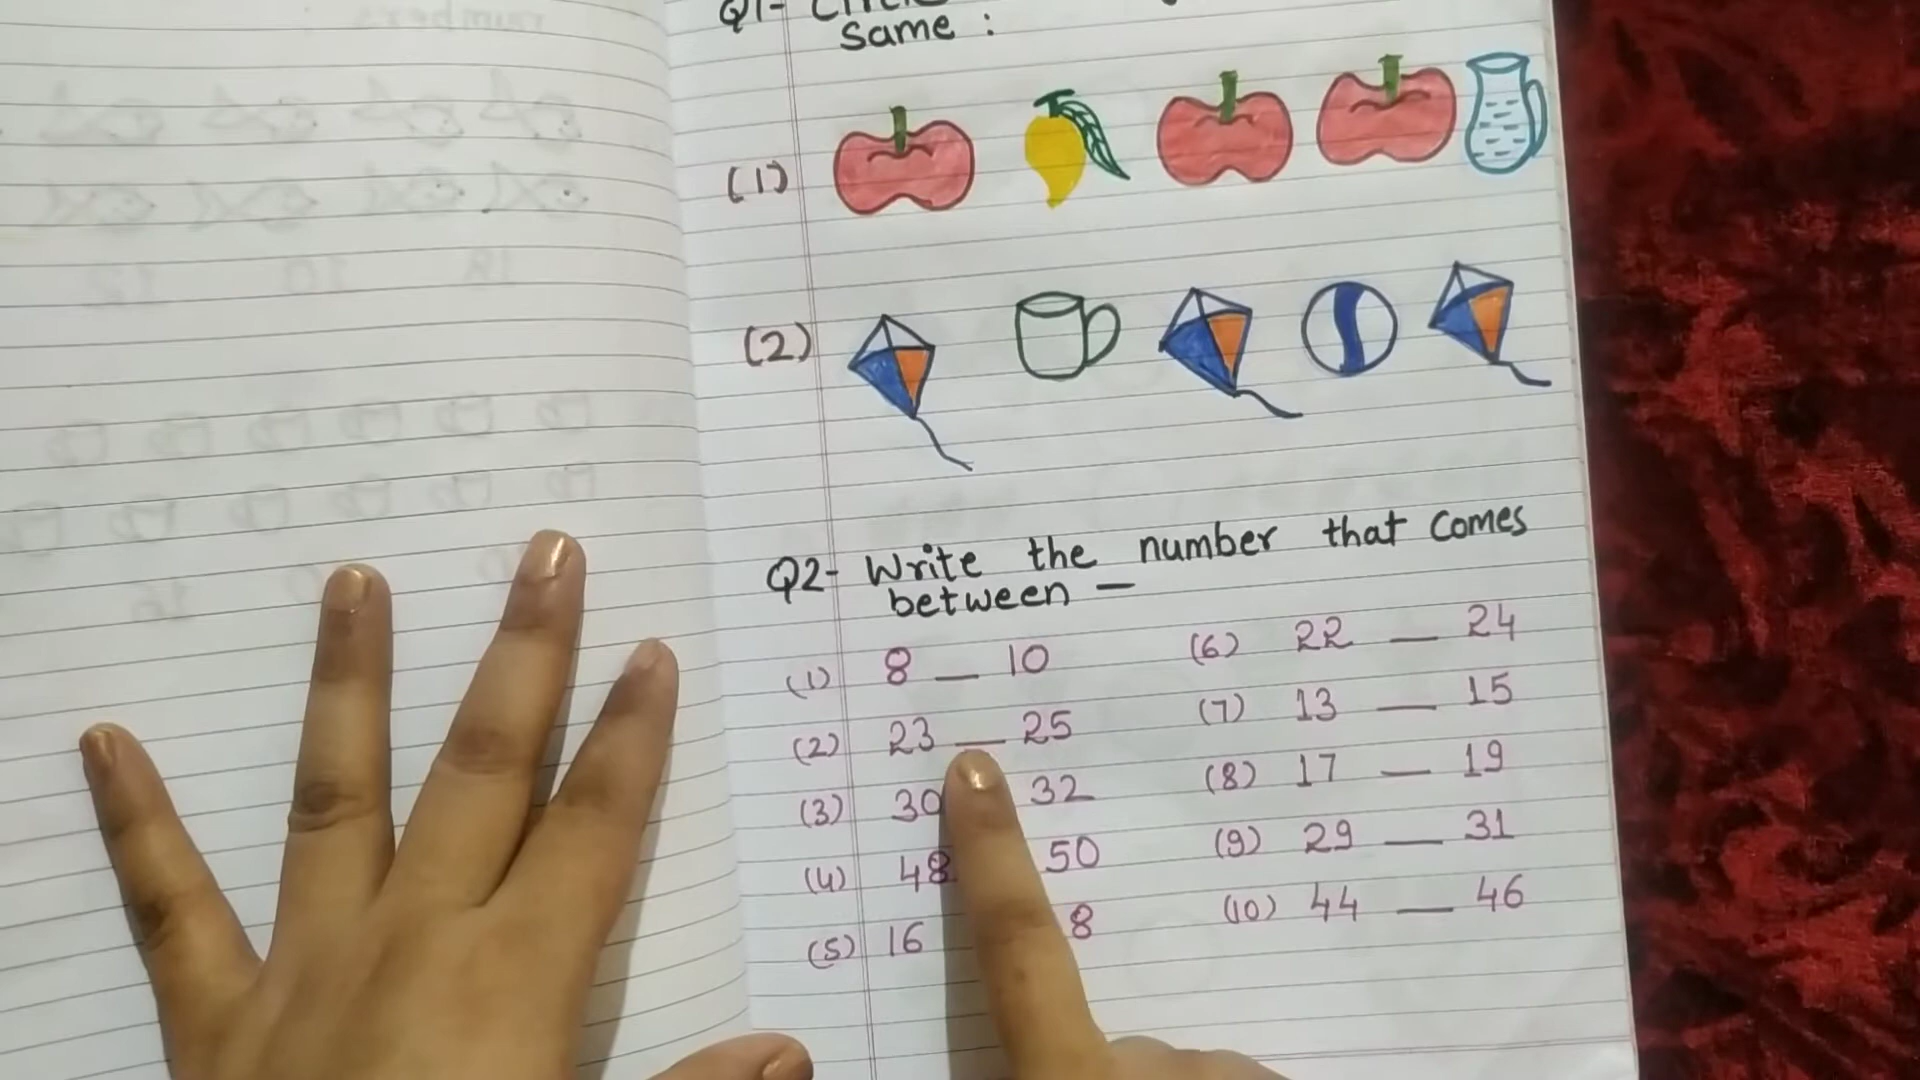 Q1-
Same :
(1)
(2)
Q2- Write the number that comes
between —
(1) 8 __ 10
(2) 23 __ 25
(3) 30 32
(4) 48 50
(5) 16 8
(6) 22 __ 24
(7) 13 __ 15
(8) 17 __ 19
(9) 29 __ 31
(10) 44 __ 46